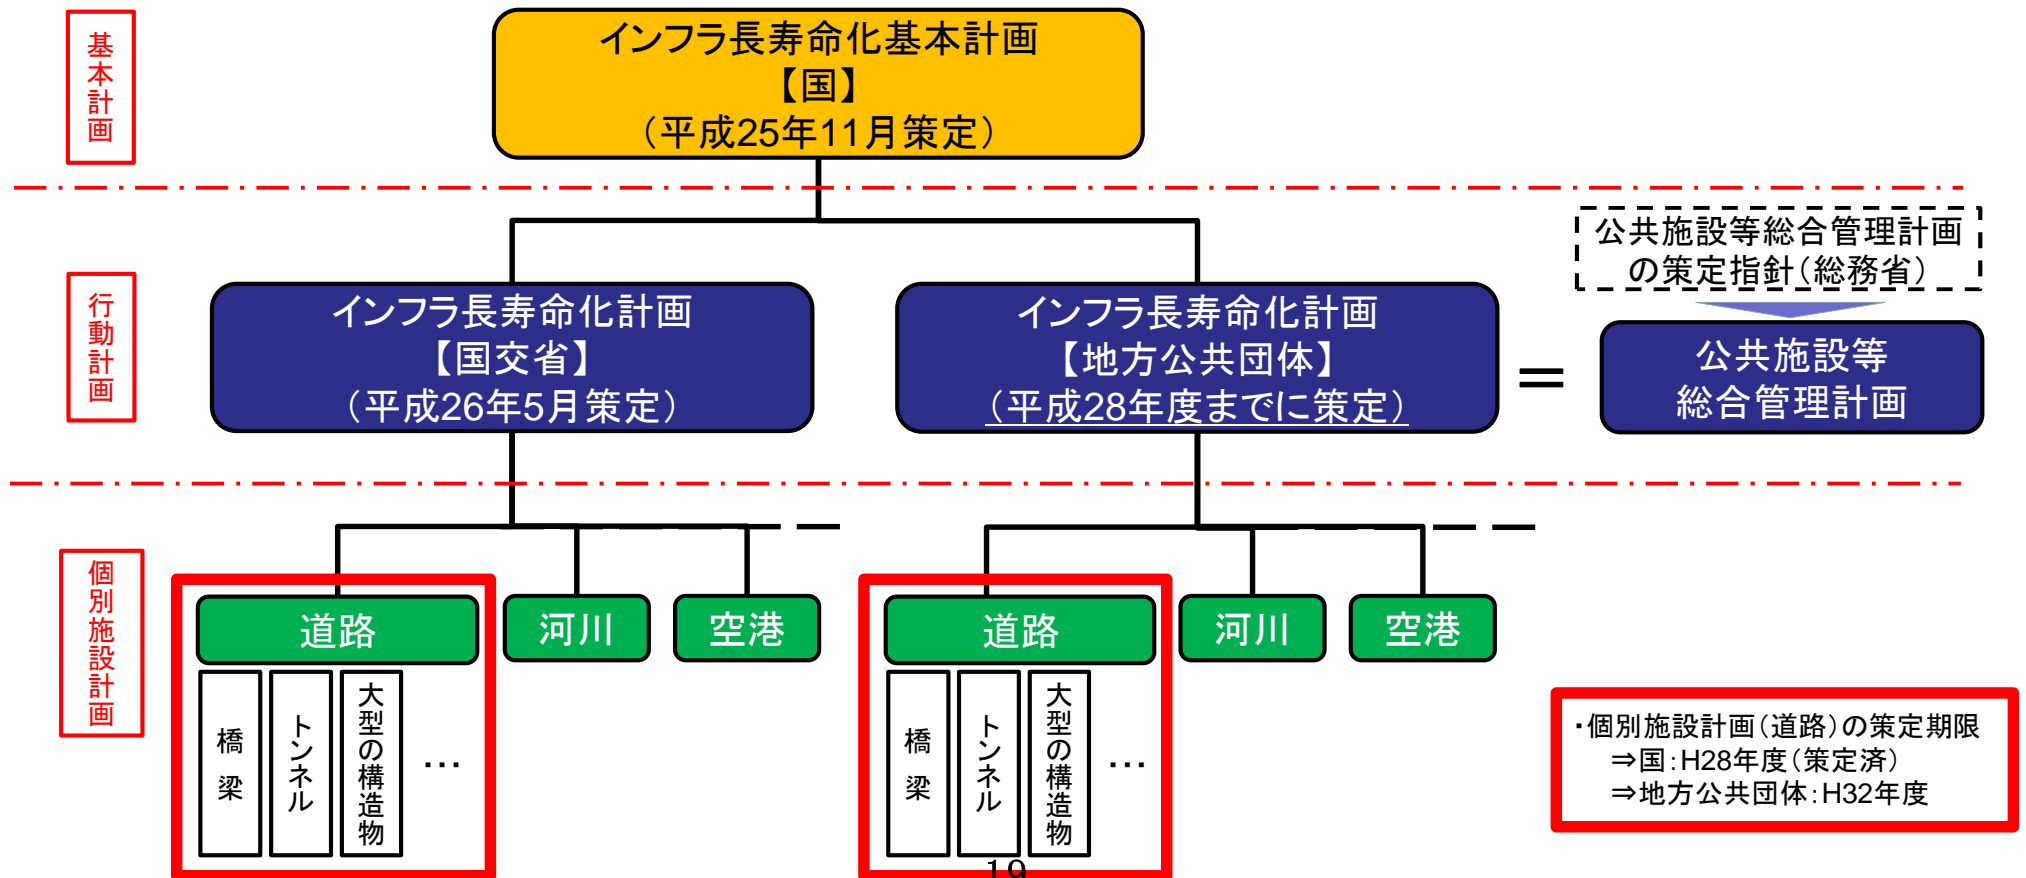 基本計画
インフラ長寿命化基本計画
【国】
（平成25年11月策定）
行動計画
インフラ長寿命化計画
【国交省】
（平成26年5月策定）
インフラ長寿命化計画
【地方公共団体】
（平成28年度までに策定）
＝
公共施設等総合管理計画
の策定指針（総務省）
公共施設等
総合管理計画
個別施設計画
道路
河川
空港
橋梁
トンネル
大型の構造物
…
道路
河川
空港
橋梁
トンネル
大型の構造物
…
・個別施設計画（道路）の策定期限
⇒国：H28年度（策定済）
⇒地方公共団体：H32年度
19